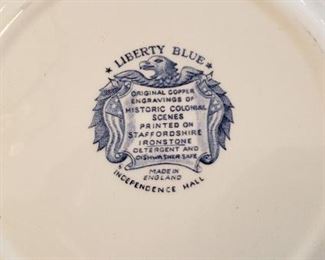 ★ LIBERTY BLUE ★
ORIGINAL COPPER
ENGRAVINGS OF
HISTORIC COLONIAL
SCENES
PRINTED ON
STAFFORDSHIRE
IRONSTONE
DETERGENT AND
DISHWASHER SAFE
MADE IN
ENGLAND
INDEPENDENCE HALL